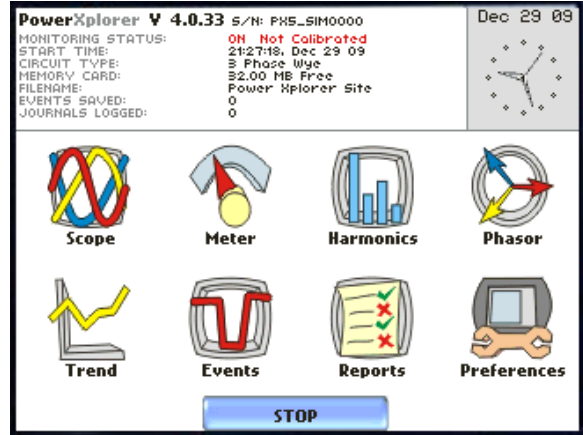 PowerXplorer V 4.0.33 S/N: PX5_SIM0000
Dec 29 09
MONITORING STATUS: ON Not Calibrated
START TIME: 21:27:18, Dec 29 09
CIRCUIT TYPE: 3 Phase Wye
MEMORY CARD: 32.00 MB Free
FILENAME: Power Xplorer Site
EVENTS SAVED: 0
JOURNALS LOGGED: 0
Scope Meter Harmonics Phasor
Trend Events Reports Preferences
STOP